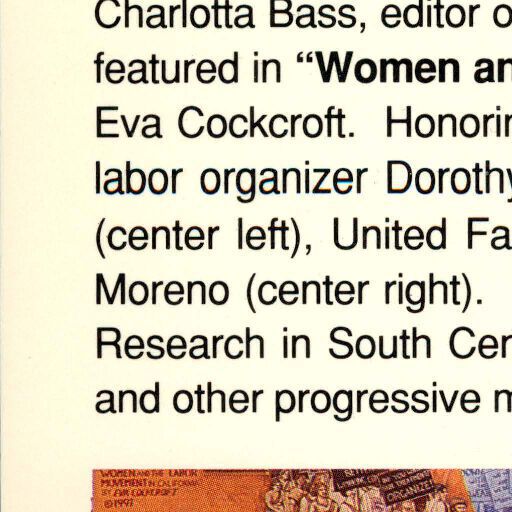 Charlotta Bass, editor o
featured in “Women an
Eva Cockcroft. Honorin
labor organizer Dorothy
(center left), United Fa
Moreno (center right).
Research in South Cen
and other progressive m
WOMEN AND THE LABOR
MOVEMENT IN CALIFORNIA
BY EVA COCKCROFT
©1997
ORGANIZE